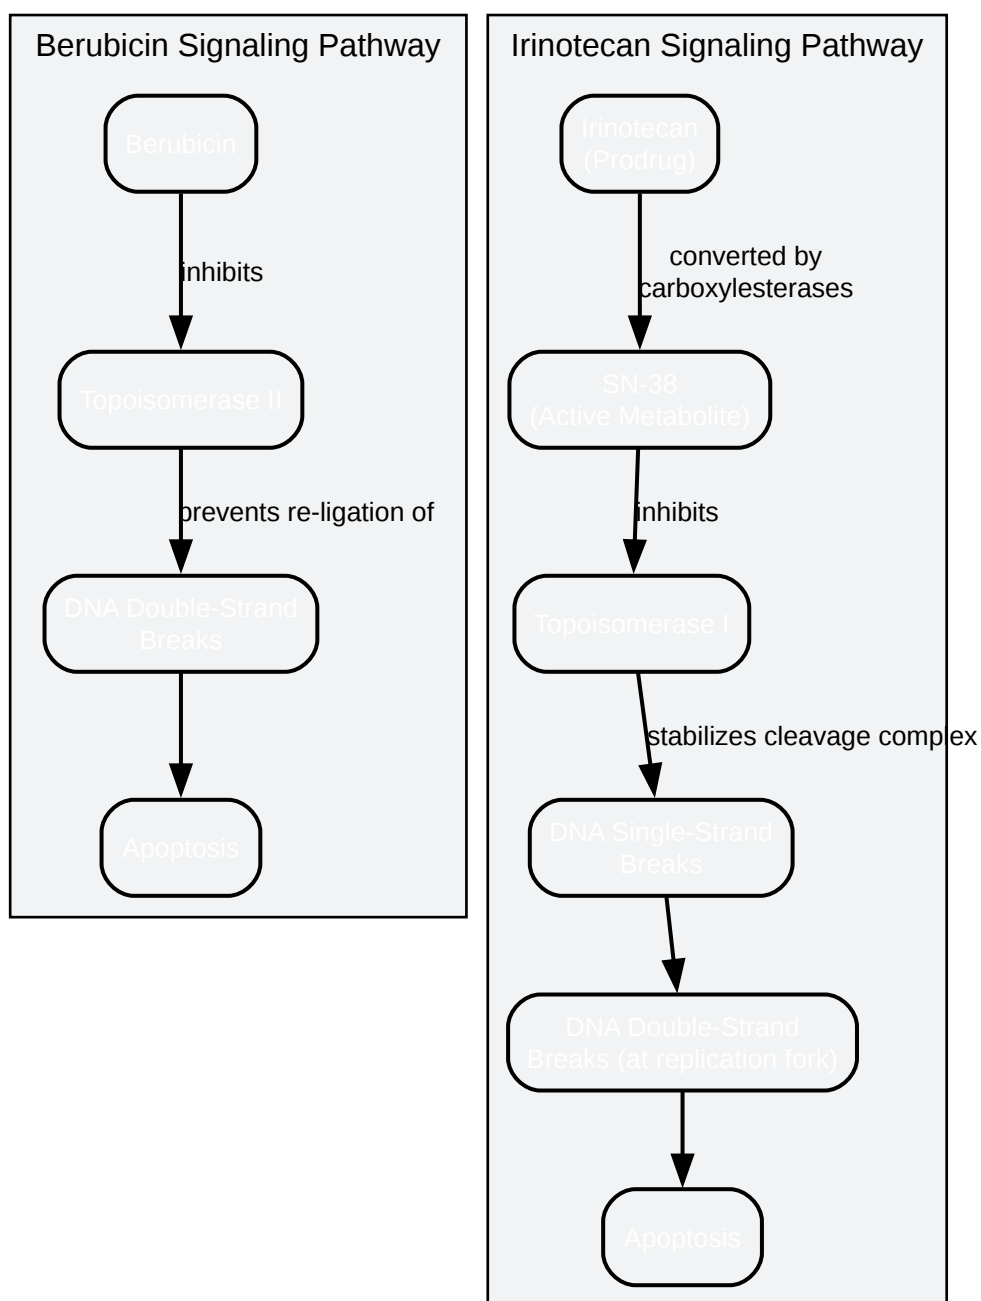 Berubicin Signaling Pathway
Berubicin
inhibits
Topoisomerase II
prevents re-ligation of
DNA Double-Strand
Breaks
Apoptosis
Irinotecan Signaling Pathway
Irinotecan
(Prodrug)
converted by
carboxylesterases
SN-38
(Active Metabolite)
inhibits
Topoisomerase I
stabilizes cleavage complex
DNA Single-Strand
Breaks
DNA Double-Strand
Breaks (at replication fork)
Apoptosis